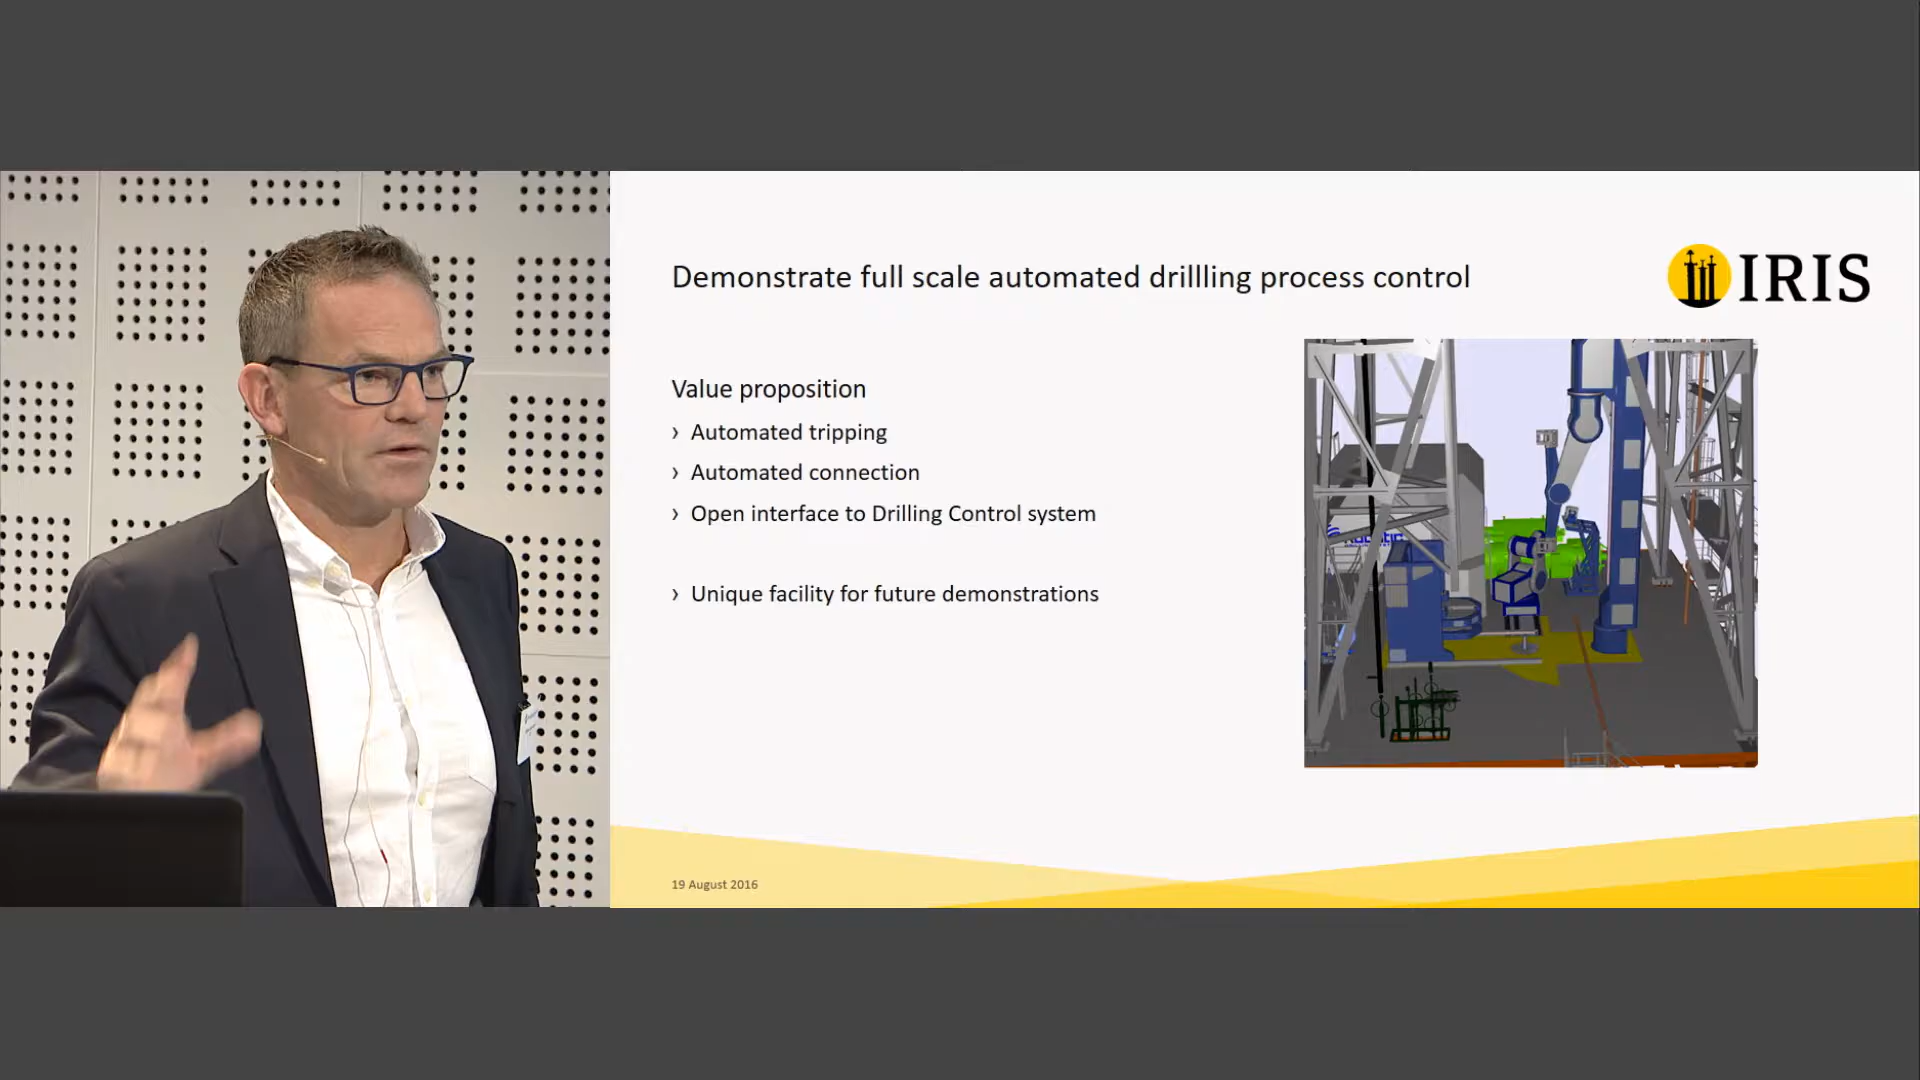 Demonstrate full scale automated drillling process control
IRIS
Value proposition
› Automated tripping
› Automated connection
› Open interface to Drilling Control system
› Unique facility for future demonstrations
19 August 2016